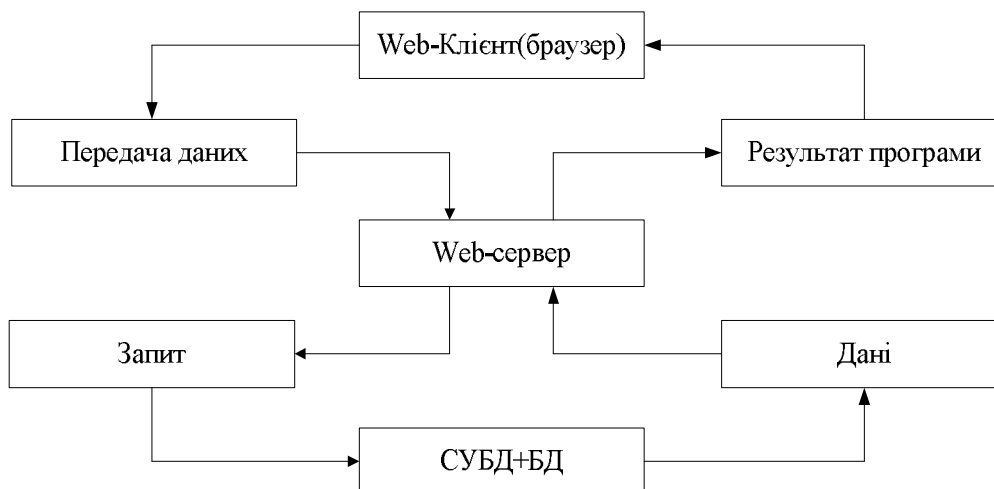 Web-Клієнт(браузер)
Передача даних
Результат програми
Web-сервер
Запит
Дані
СУБД+БД